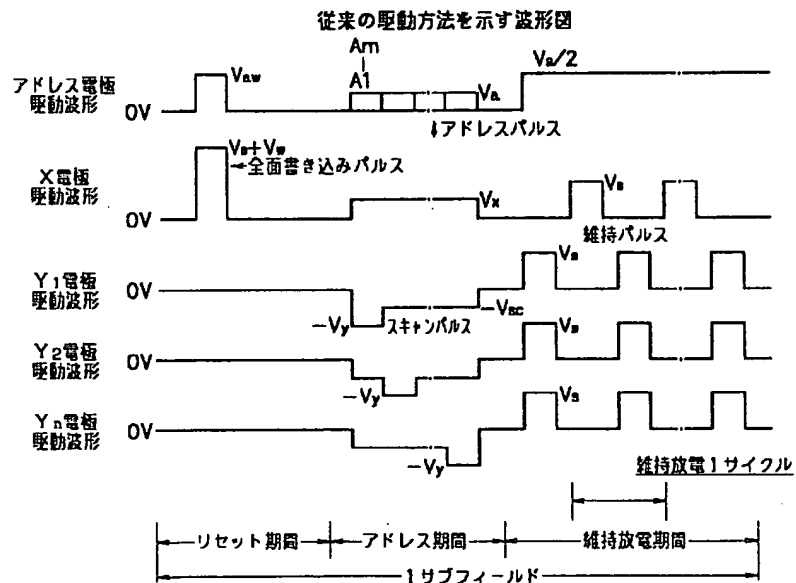 従来の駆動方法を示す波形図
Am
A1
アドレス電極
駆動波形
0V
Vaw
Va
Va/2
アドレスパルス
X電極
駆動波形
0V
Vs+Vw
全面書き込みパルス
Vx
Vs
維持パルス
Y1電極
駆動波形
0V
-Vy
スキャンパルス
-Vsc
Vs
Y2電極
駆動波形
0V
-Vy
Vs
Yn電極
駆動波形
0V
-Vy
Vs
維持放電1サイクル
リセット期間
アドレス期間
維持放電期間
1サブフィールド